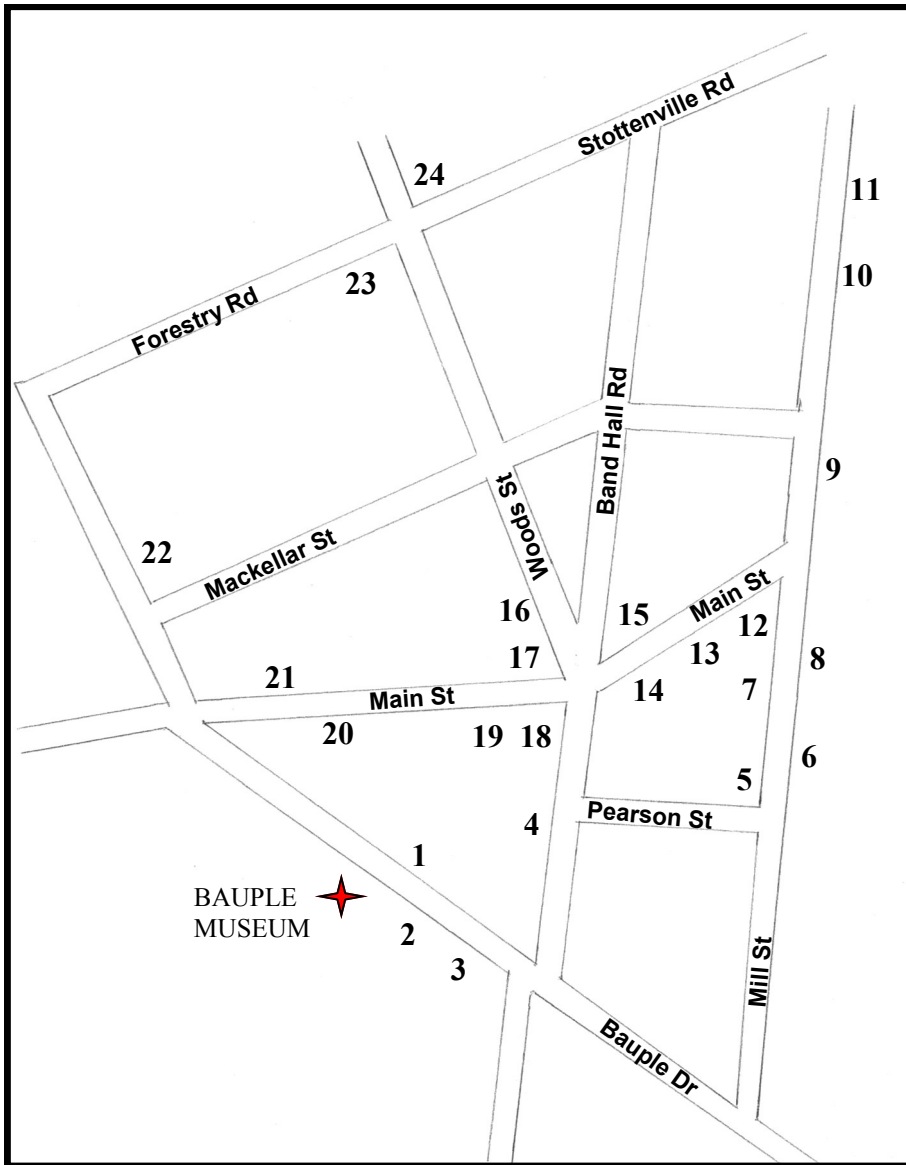 Stottenville Rd
24
11
10
23
Forestry Rd
Band Hall Rd
9
Woods St
22
Mackellar St
16
15
Main St
12
13
17
8
21
Main St
14
7
20
19
18
6
5
4
Pearson St
1
BAUPLE
MUSEUM
2
3
Mill St
Bauple Dr